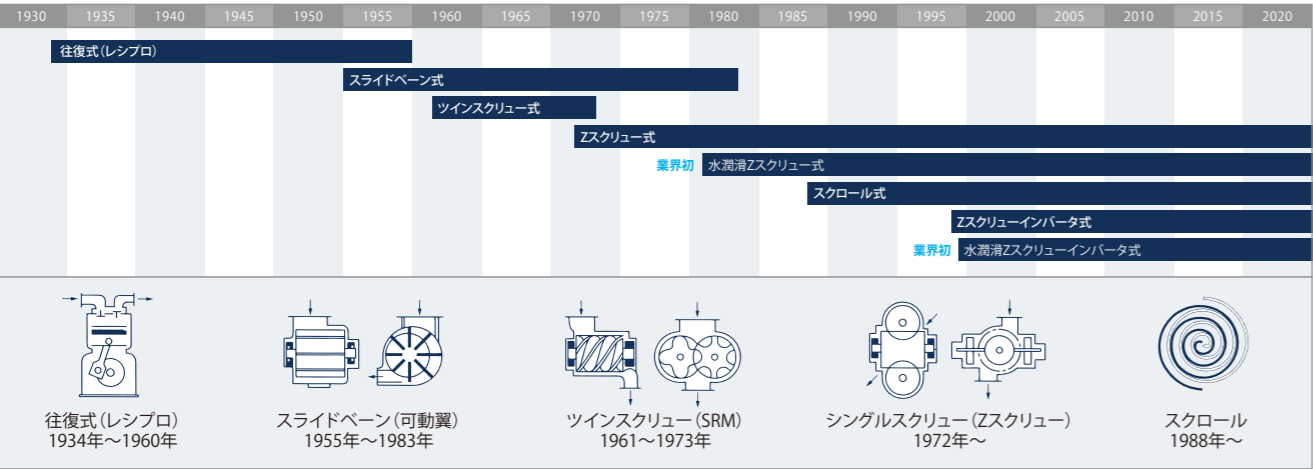 1930 1935 1940 1945 1950 1955 1960 1965 1970 1975 1980 1985 1990 1995 2000 2005 2010 2015 2020
往復式（レシプロ）
スライドベーン式
ツインスクリュー式
Zスクリュー式
業界初 水潤滑Zスクリュー式
スクロール式
Zスクリューインバータ式
業界初 水潤滑Zスクリューインバータ式
往復式（レシプロ）
1934年〜1960年
スライドベーン（可動翼）
1955年〜1983年
ツインスクリュー（SRM）
1961〜1973年
シングルスクリュー（Zスクリュー）
1972年〜
スクロール
1988年〜